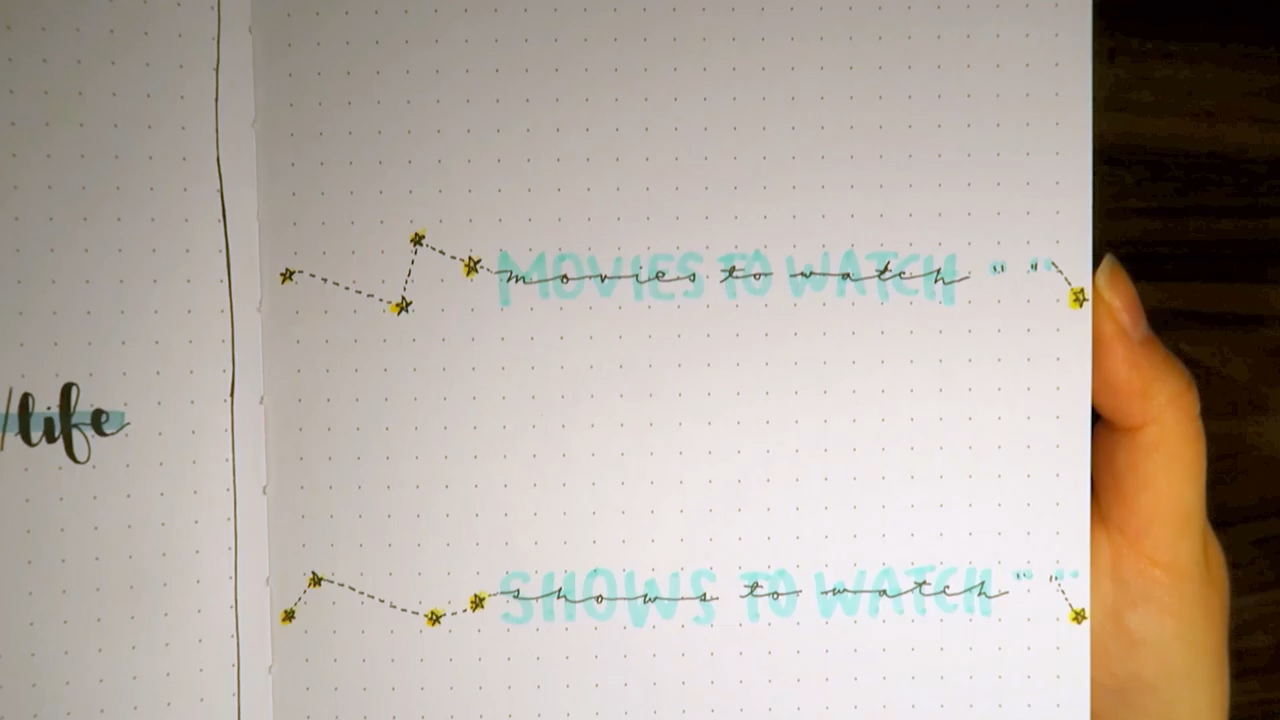 /life
MOVIES TO WATCH
movies to watch " "
SHOWS TO WATCH
shows to watch " "